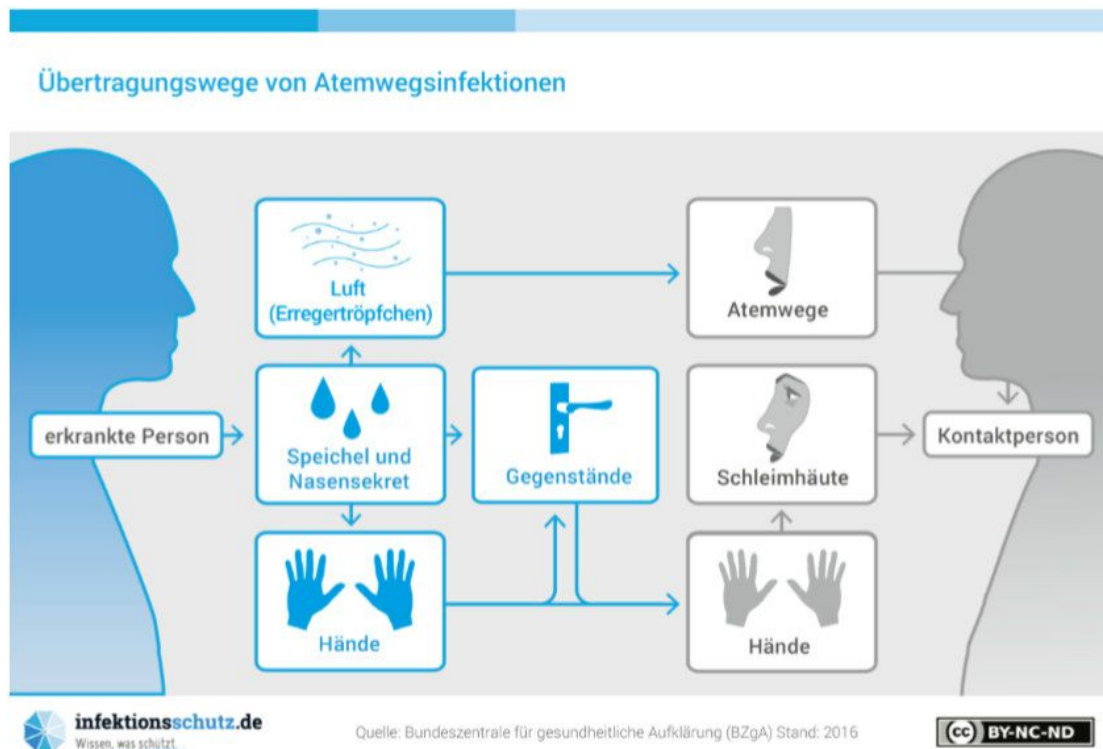 Übertragungswege von Atemwegsinfektionen
Luft
(Erregertröpfchen)
Atemwege
erkrankte Person
Speichel und
Nasensekret
Gegenstände
Schleimhäute
Kontaktperson
Hände
Hände
infektionsschutz.de
Wissen, was schützt.
Quelle: Bundeszentrale für gesundheitliche Aufklärung (BZgA) Stand: 2016
cc BY-NC-ND